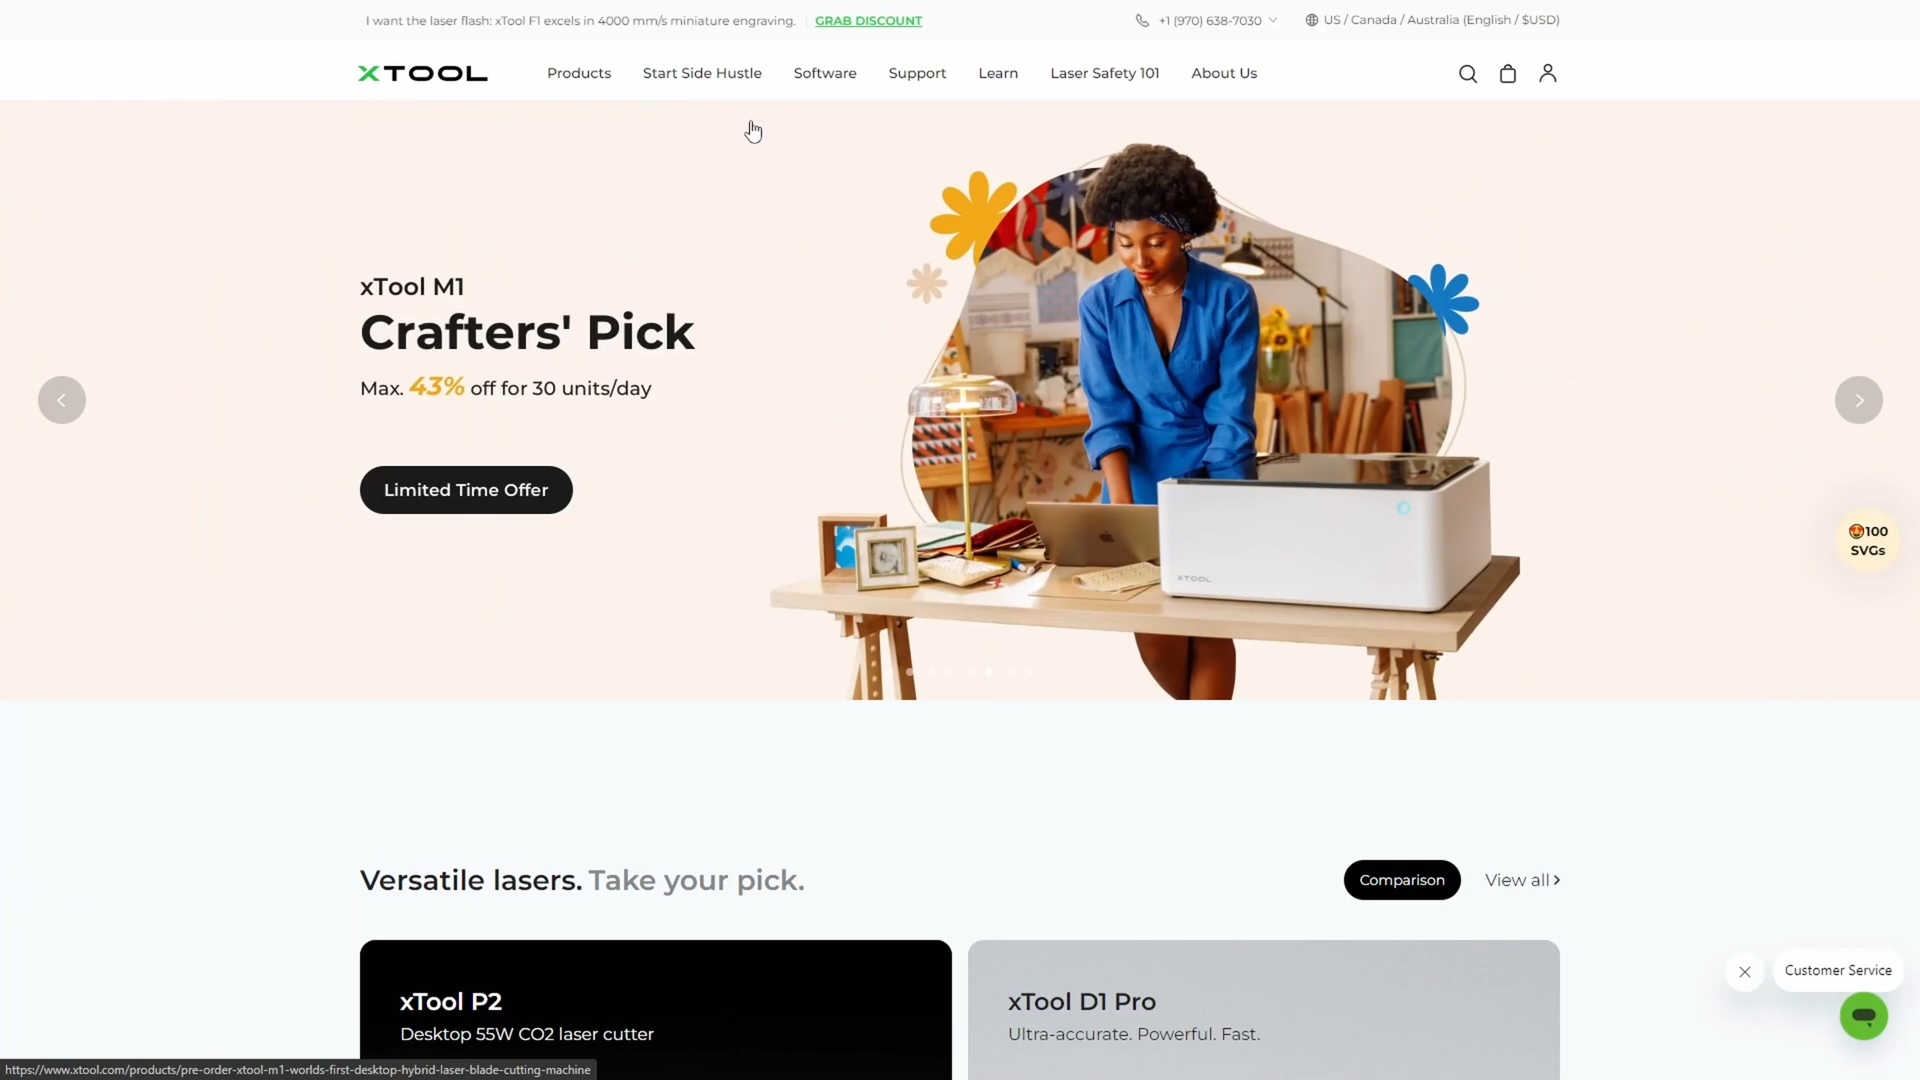 I want the laser flash: xTool F1 excels in 4000 mm/s miniature engraving. GRAB DISCOUNT
+1 (970) 638-7030
US / Canada / Australia (English / $USD)
XTOOL
Products
Start Side Hustle
Software
Support
Learn
Laser Safety 101
About Us
xTool M1
Crafters' Pick
Max. 43% off for 30 units/day
Limited Time Offer
XTOOL
100
SVGs
Versatile lasers. Take your pick.
Comparison
View all
xTool P2
Desktop 55W CO2 laser cutter
xTool D1 Pro
Ultra-accurate. Powerful. Fast.
Customer Service
https://www.xtool.com/products/pre-order-xtool-m1-worlds-first-desktop-hybrid-laser-blade-cutting-machine